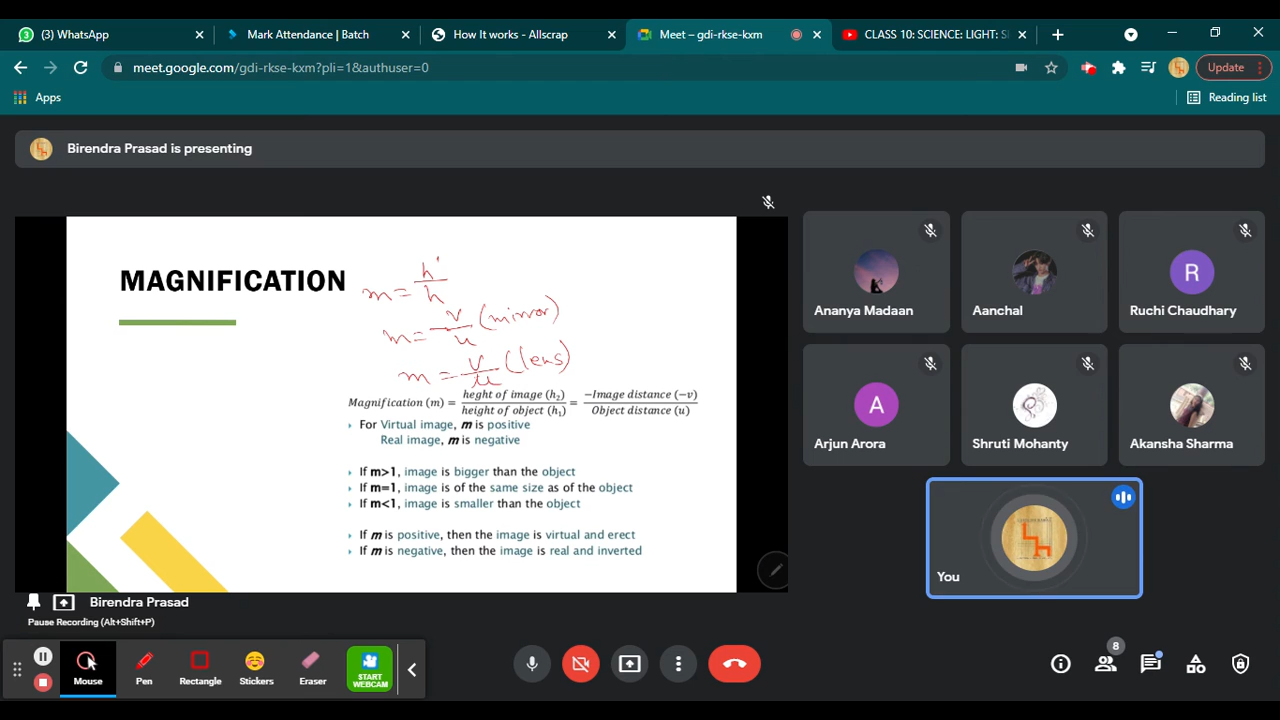 (3) WhatsApp
Mark Attendance | Batch
How It works - Allscrap
Meet – gdi-rkse-kxm
CLASS 10: SCIENCE: LIGHT: S
meet.google.com/gdi-rkse-kxm?pli=1&authuser=0
Update
Apps
Reading list
Birendra Prasad is presenting
MAGNIFICATION
m = h'/h
m = v/u (mirror)
m = v/u (lens)
Magnification (m) = heght of image (h₂)/height of object (h₁) = −Image distance (−v)/Object distance (u)
For Virtual image, m is positive
Real image, m is negative
If m>1, image is bigger than the object
If m=1, image is of the same size as of the object
If m<1, image is smaller than the object
If m is positive, then the image is virtual and erect
If m is negative, then the image is real and inverted
Ananya Madaan
Aanchal
R
Ruchi Chaudhary
A
Arjun Arora
Shruti Mohanty
Akansha Sharma
You
Birendra Prasad
Pause Recording (Alt+Shift+P)
Mouse
Pen
Rectangle
Stickers
Eraser
START
WEBCAM
8